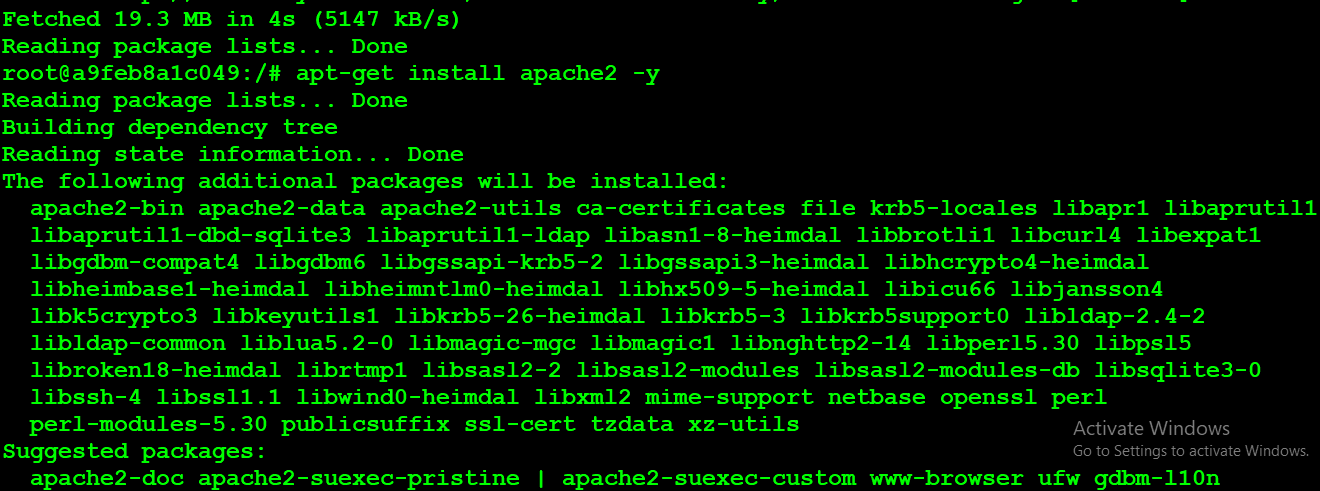 Fetched 19.3 MB in 4s (5147 kB/s)
Reading package lists... Done
root@a9feb8a1c049:/# apt-get install apache2 -y
Reading package lists... Done
Building dependency tree
Reading state information... Done
The following additional packages will be installed:
apache2-bin apache2-data apache2-utils ca-certificates file krb5-locales libapr1 libaprutil1
libaprutil1-dbd-sqlite3 libaprutil1-ldap libasn1-8-heimdal libbrotli1 libcurl4 libexpat1
libgdbm-compat4 libgdbm6 libgssapi-krb5-2 libgssapi3-heimdal libhcrypto4-heimdal
libheimbase1-heimdal libheimntlm0-heimdal libhx509-5-heimdal libicu66 libjansson4
libk5crypto3 libkeyutils1 libkrb5-26-heimdal libkrb5-3 libkrb5support0 libldap-2.4-2
libldap-common liblua5.2-0 libmagic-mgc libmagic1 libnghttp2-14 libperl5.30 libpsl5
libroken18-heimdal librtmp1 libsasl2-2 libsasl2-modules libsasl2-modules-db libsqlite3-0
libssh-4 libssl1.1 libwind0-heimdal libxml2 mime-support netbase openssl perl
perl-modules-5.30 publicsuffix ssl-cert tzdata xz-utils
Suggested packages:
apache2-doc apache2-suexec-pristine | apache2-suexec-custom www-browser ufw gdbm-l10n
Activate Windows
Go to Settings to activate Windows.